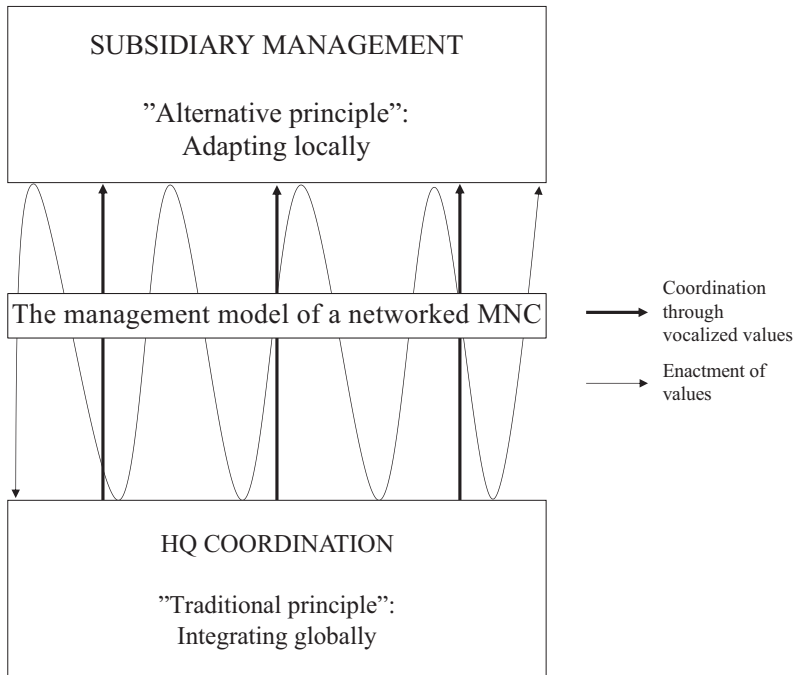 SUBSIDIARY MANAGEMENT
”Alternative principle”:
Adapting locally
The management model of a networked MNC
Coordination
through
vocalized values
Enactment of
values
HQ COORDINATION
”Traditional principle”:
Integrating globally